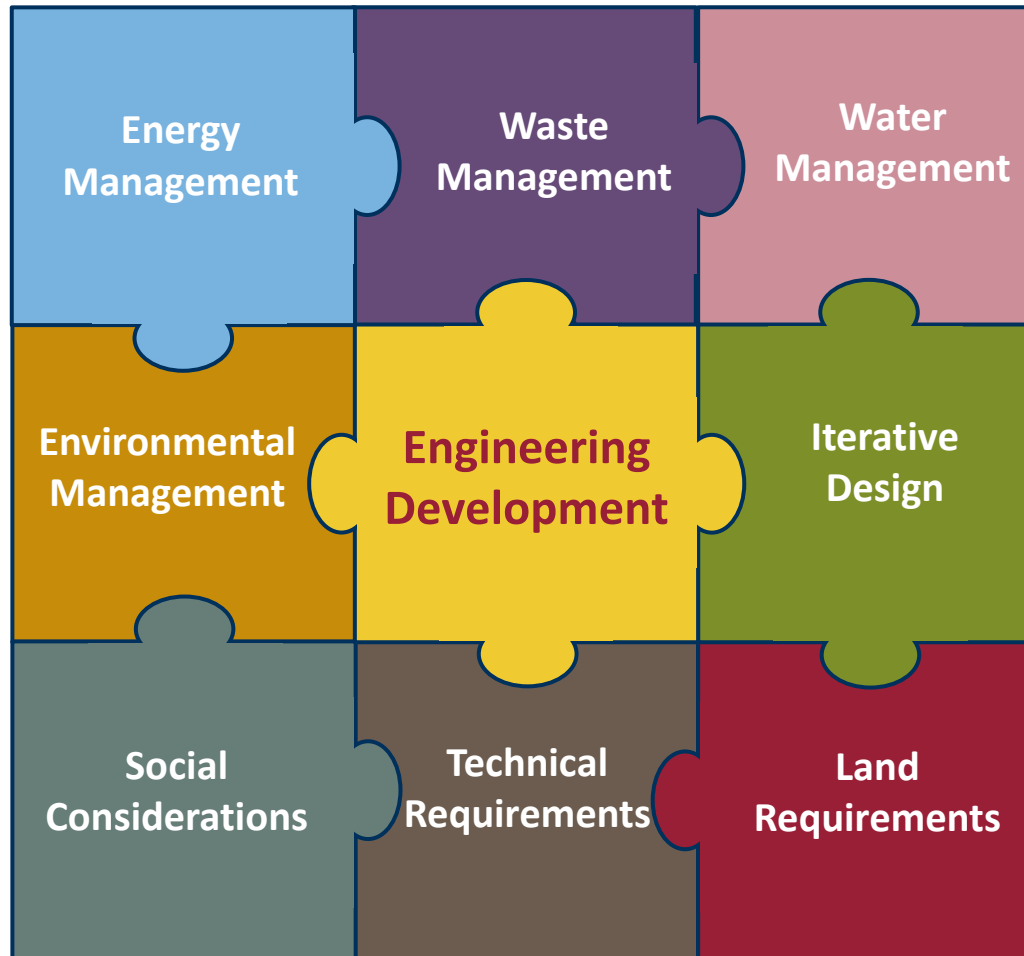 Energy
Management
Waste
Management
Water
Management
Environmental
Management
Engineering
Development
Iterative
Design
Social
Considerations
Technical
Requirements
Land
Requirements